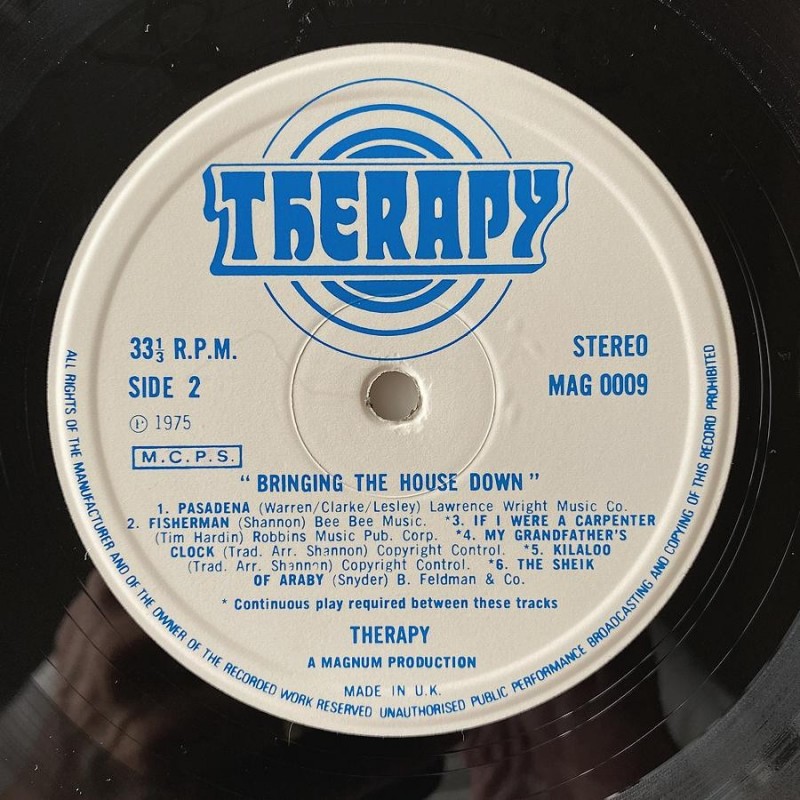 THERAPY
33⅓ R.P.M.
SIDE 2
℗ 1975
M.C.P.S.
STEREO
MAG 0009
"BRINGING THE HOUSE DOWN"
1. PASADENA (Warren/Clarke/Lesley) Lawrence Wright Music Co.
2. FISHERMAN (Shannon) Bee Bee Music. *3. IF I WERE A CARPENTER
(Tim Hardin) Robbins Music Pub. Corp. *4. MY GRANDFATHER'S
CLOCK (Trad. Arr. Shannon) Copyright Control. *5. KILALOO
(Trad. Arr. Shannon) Copyright Control. *6. THE SHEIK
OF ARABY (Snyder) B. Feldman & Co.
* Continuous play required between these tracks
THERAPY
A MAGNUM PRODUCTION
MADE IN U.K.
ALL RIGHTS OF THE MANUFACTURER AND OF THE OWNER OF THE RECORDED WORK RESERVED UNAUTHORISED PUBLIC PERFORMANCE BROADCASTING AND COPYING OF THIS RECORD PROHIBITED